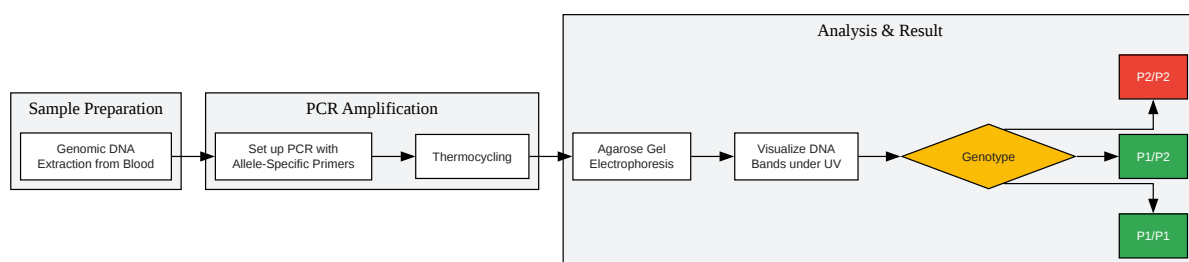 Sample Preparation
Genomic DNA
Extraction from Blood
PCR Amplification
Set up PCR with
Allele-Specific Primers
Thermocycling
Analysis & Result
Agarose Gel
Electrophoresis
Visualize DNA
Bands under UV
Genotype
P2/P2
P1/P2
P1/P1